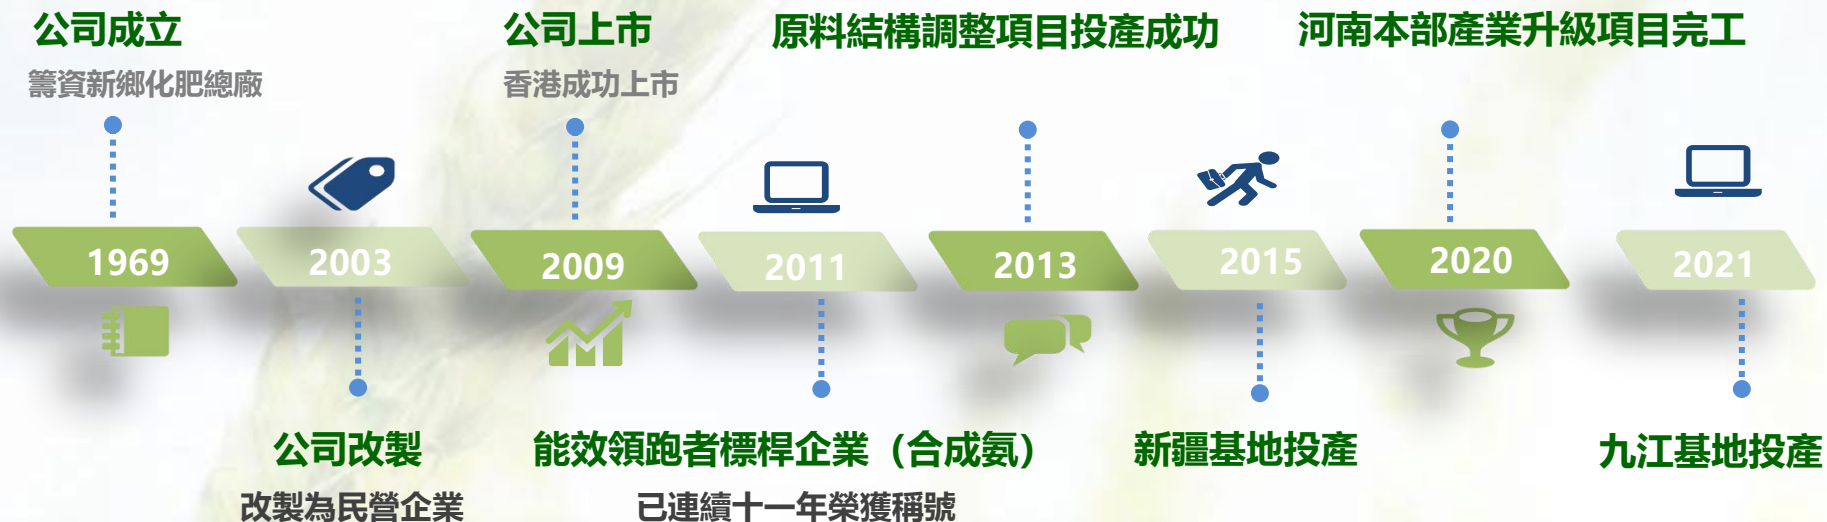 公司成立
籌資新鄉化肥總廠
公司上市
香港成功上市
原料結構調整項目投產成功
河南本部產業升級項目完工
1969
2003
2009
2011
2013
2015
2020
2021
公司改製
改製為民營企業
能效領跑者標桿企業（合成氨）
已連續十一年榮獲稱號
新疆基地投產
九江基地投產